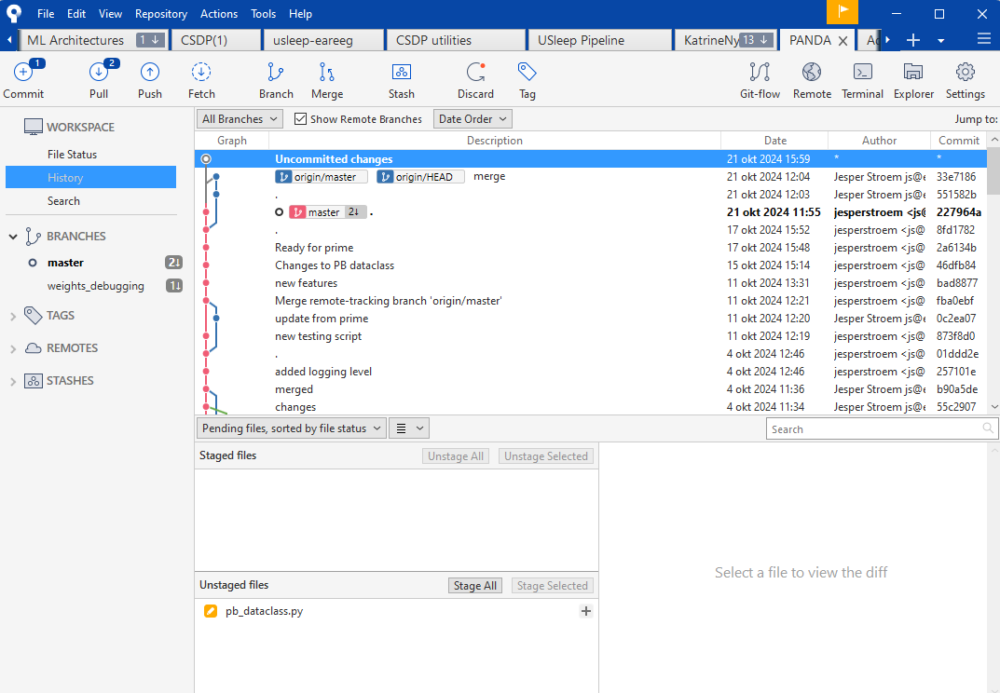 File Edit View Repository Actions Tools Help
ML Architectures 1 CSDP(1) usleep-eareeg CSDP utilities USleep Pipeline KatrineNy 13 PANDA
1 2
Commit Pull Push Fetch Branch Merge Stash Discard Tag Git-flow Remote Terminal Explorer Settings
WORKSPACE
File Status
History
Search
BRANCHES
master 2
weights_debugging 1
TAGS
REMOTES
STASHES
All Branches Show Remote Branches Date Order Jump to:
Graph Description Date Author Commit
Uncommitted changes 21 okt 2024 15:59 * *
origin/master origin/HEAD merge 21 okt 2024 12:04 Jesper Stroem js@e 33e7186
. 21 okt 2024 12:03 Jesper Stroem js@e 551582b
master 2 . 21 okt 2024 11:55 jesperstroem <js@ 227964a
. 17 okt 2024 15:52 jesperstroem <js@ 8fd1782
Ready for prime 17 okt 2024 15:48 jesperstroem <js@ 2a6134b
Changes to PB dataclass 15 okt 2024 15:14 jesperstroem <js@ 46dfb84
new features 11 okt 2024 13:31 jesperstroem <js@ bad8877
Merge remote-tracking branch 'origin/master' 11 okt 2024 12:21 jesperstroem <js@ fba0ebf
update from prime 11 okt 2024 12:20 Jesper Stroem js@e 0c2ea07
new testing script 11 okt 2024 12:19 jesperstroem <js@ 873f8d0
. 4 okt 2024 12:46 jesperstroem <js@ 01ddd2e
added logging level 4 okt 2024 12:46 jesperstroem <js@ 257101e
merged 4 okt 2024 11:36 Jesper Stroem js@e b90a5de
changes 4 okt 2024 11:34 Jesper Stroem js@e 55c2907
Pending files, sorted by file status Search
Staged files Unstage All Unstage Selected
Unstaged files Stage All Stage Selected
pb_dataclass.py
Select a file to view the diff